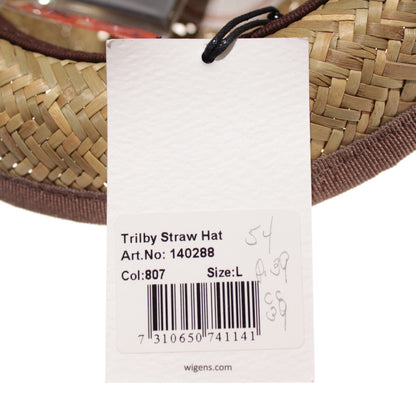 Trilby Straw Hat
Art.No: 140288
Col:807 Size:L
54
7 310650 741141
wigens.com